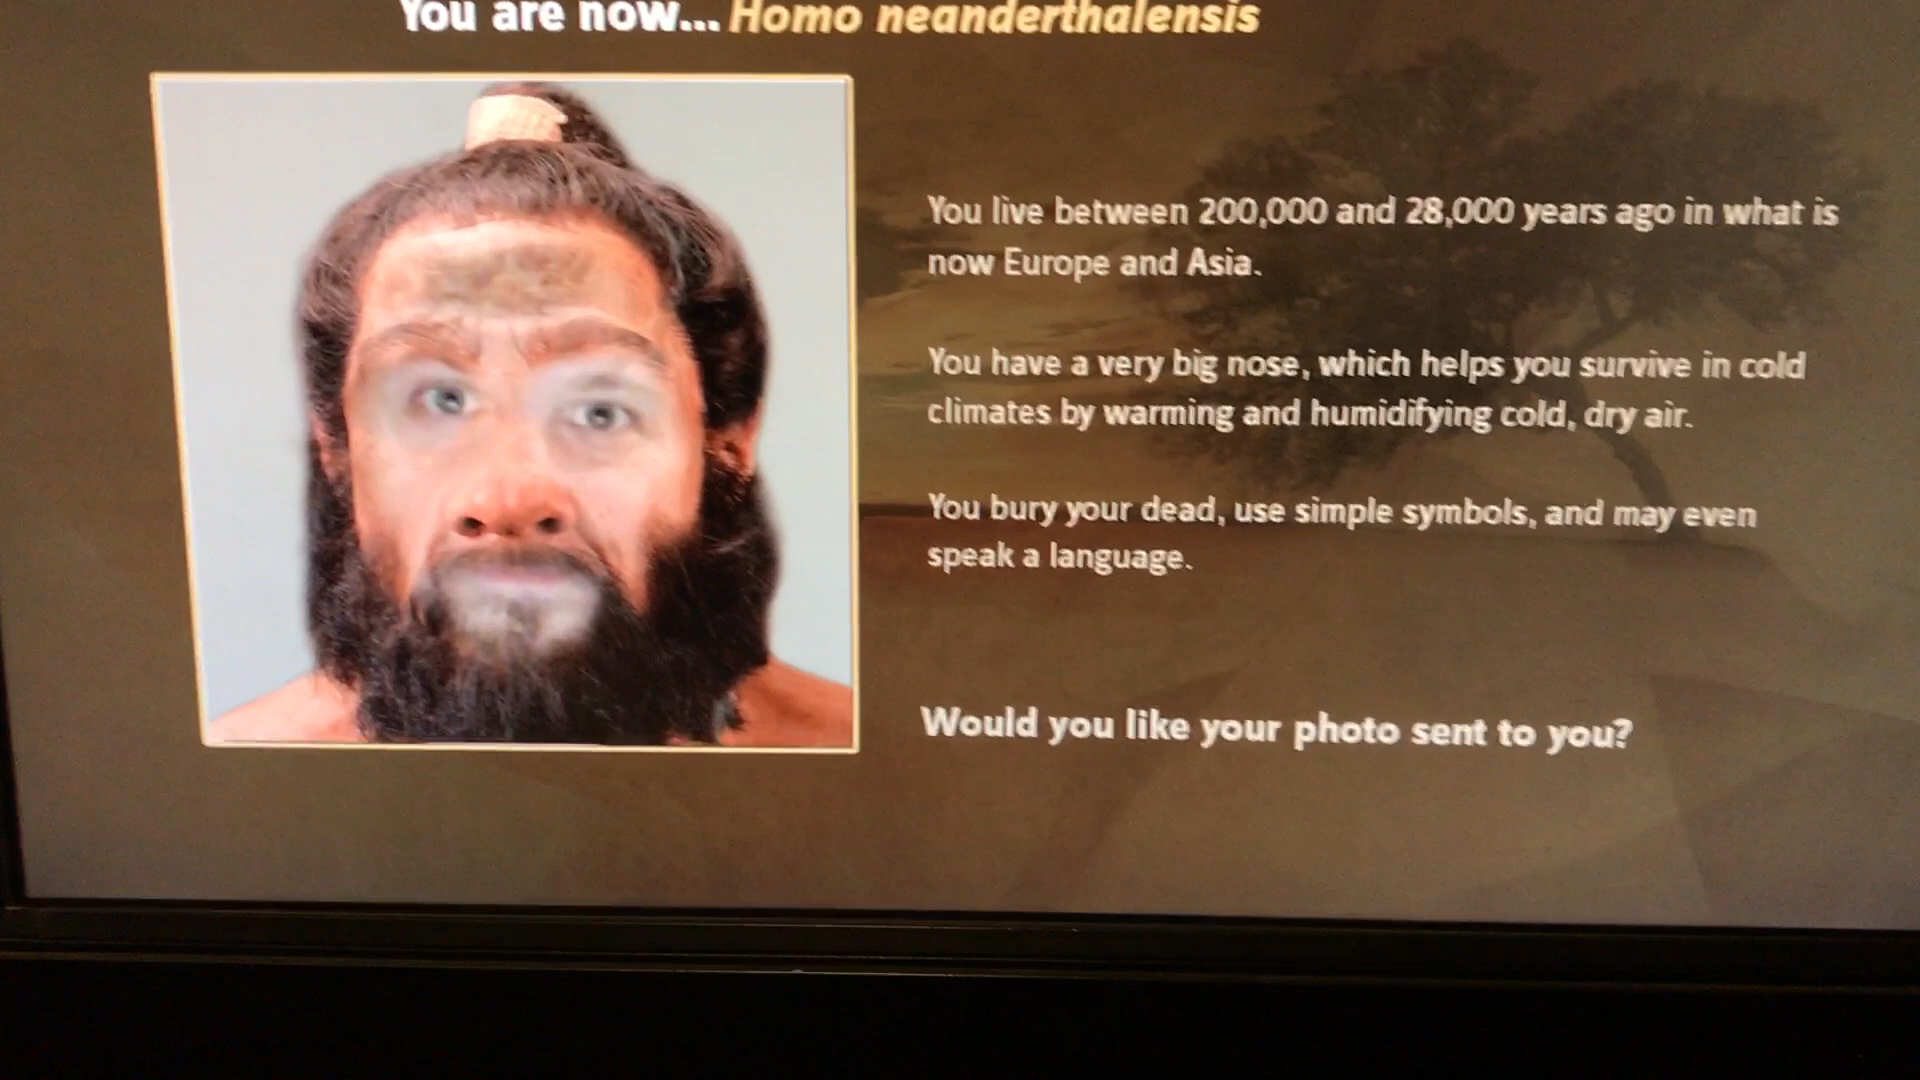 You are now... Homo neanderthalensis
You live between 200,000 and 28,000 years ago in what is
now Europe and Asia.
You have a very big nose, which helps you survive in cold
climates by warming and humidifying cold, dry air.
You bury your dead, use simple symbols, and may even
speak a language.
Would you like your photo sent to you?